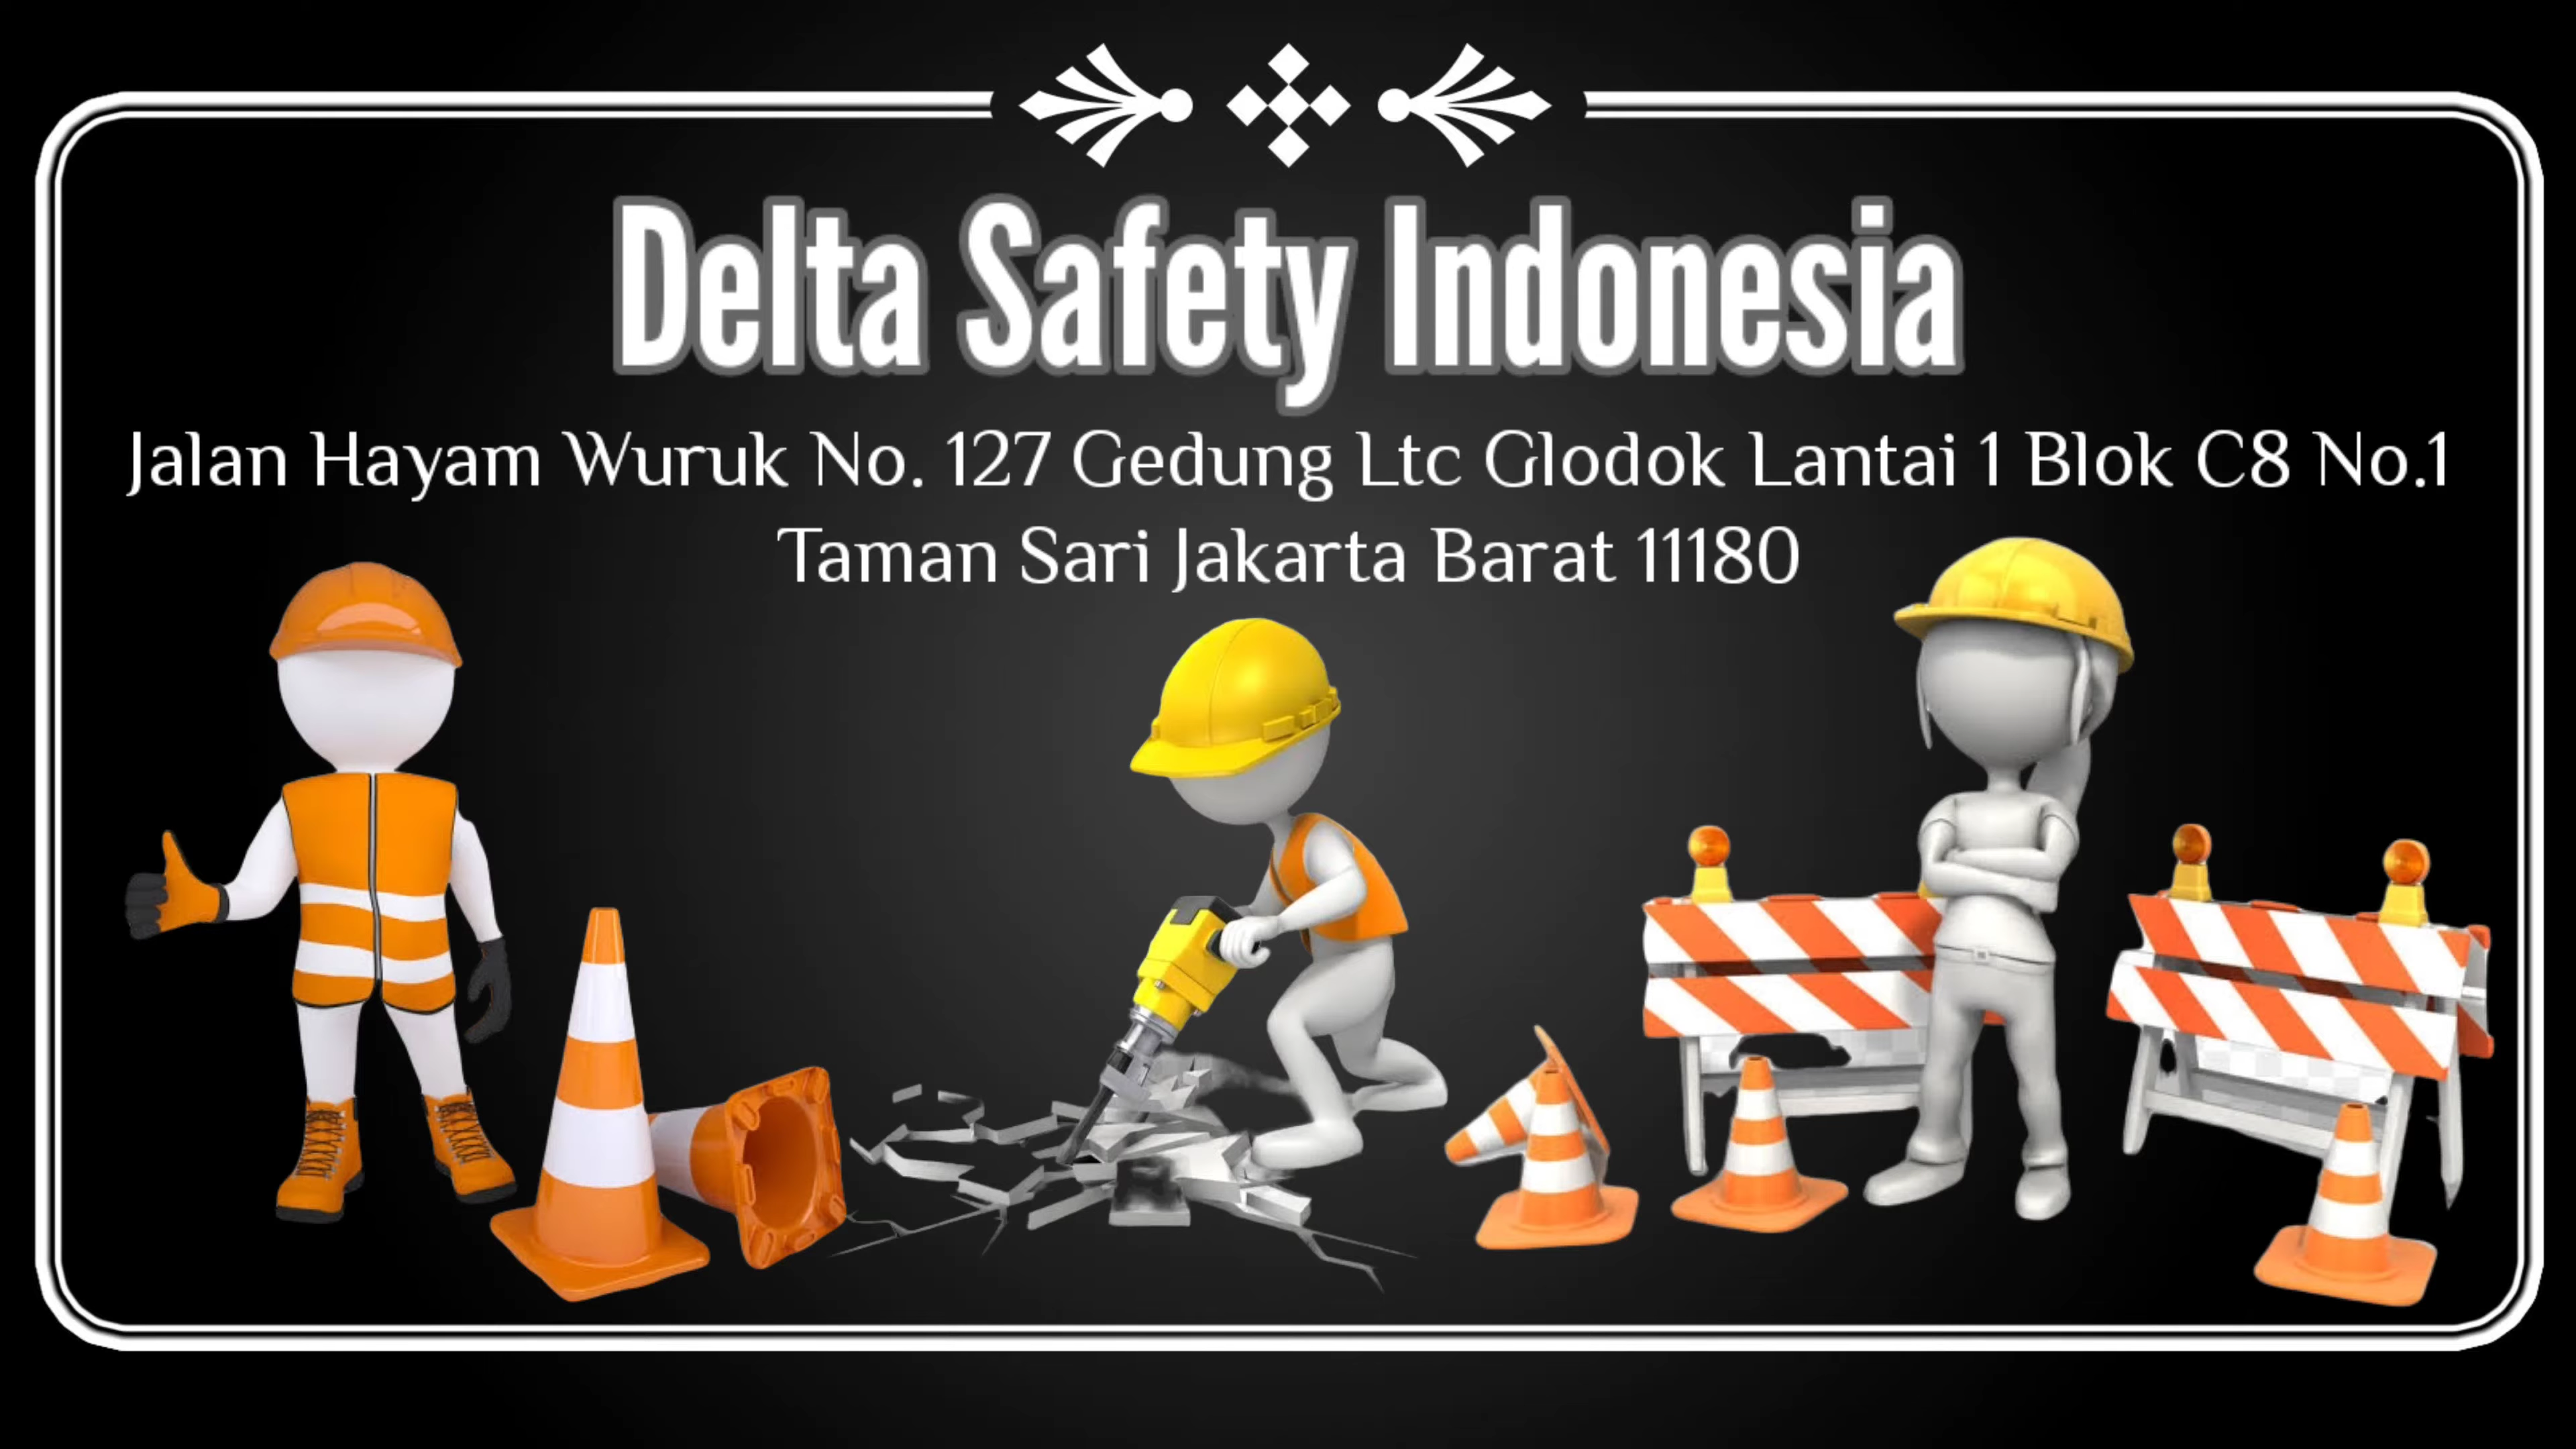 Delta Safety Indonesia
Jalan Hayam Wuruk No. 127 Gedung Ltc Glodok Lantai 1 Blok C8 No.1
Taman Sari Jakarta Barat 11180